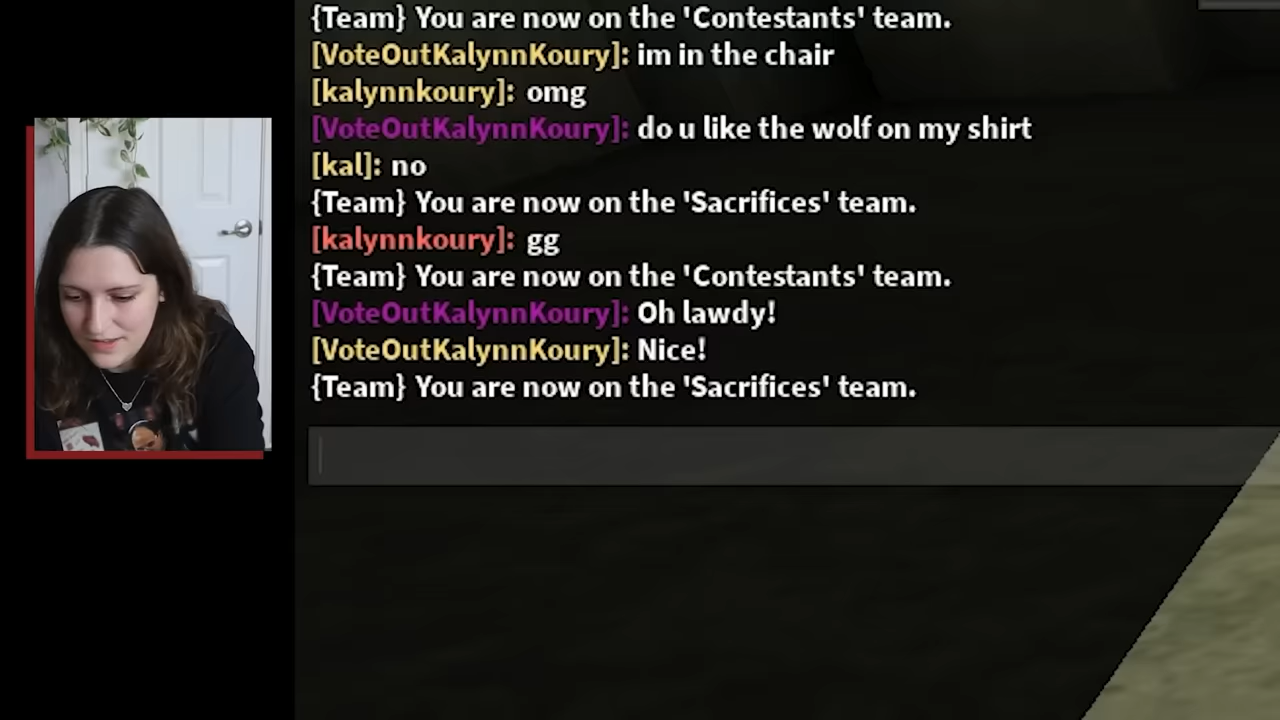 {Team} You are now on the 'Contestants' team.
[VoteOutKalynnKoury]: im in the chair
[kalynnkoury]: omg
[VoteOutKalynnKoury]: do u like the wolf on my shirt
[kal]: no
{Team} You are now on the 'Sacrifices' team.
[kalynnkoury]: gg
{Team} You are now on the 'Contestants' team.
[VoteOutKalynnKoury]: Oh lawdy!
[VoteOutKalynnKoury]: Nice!
{Team} You are now on the 'Sacrifices' team.